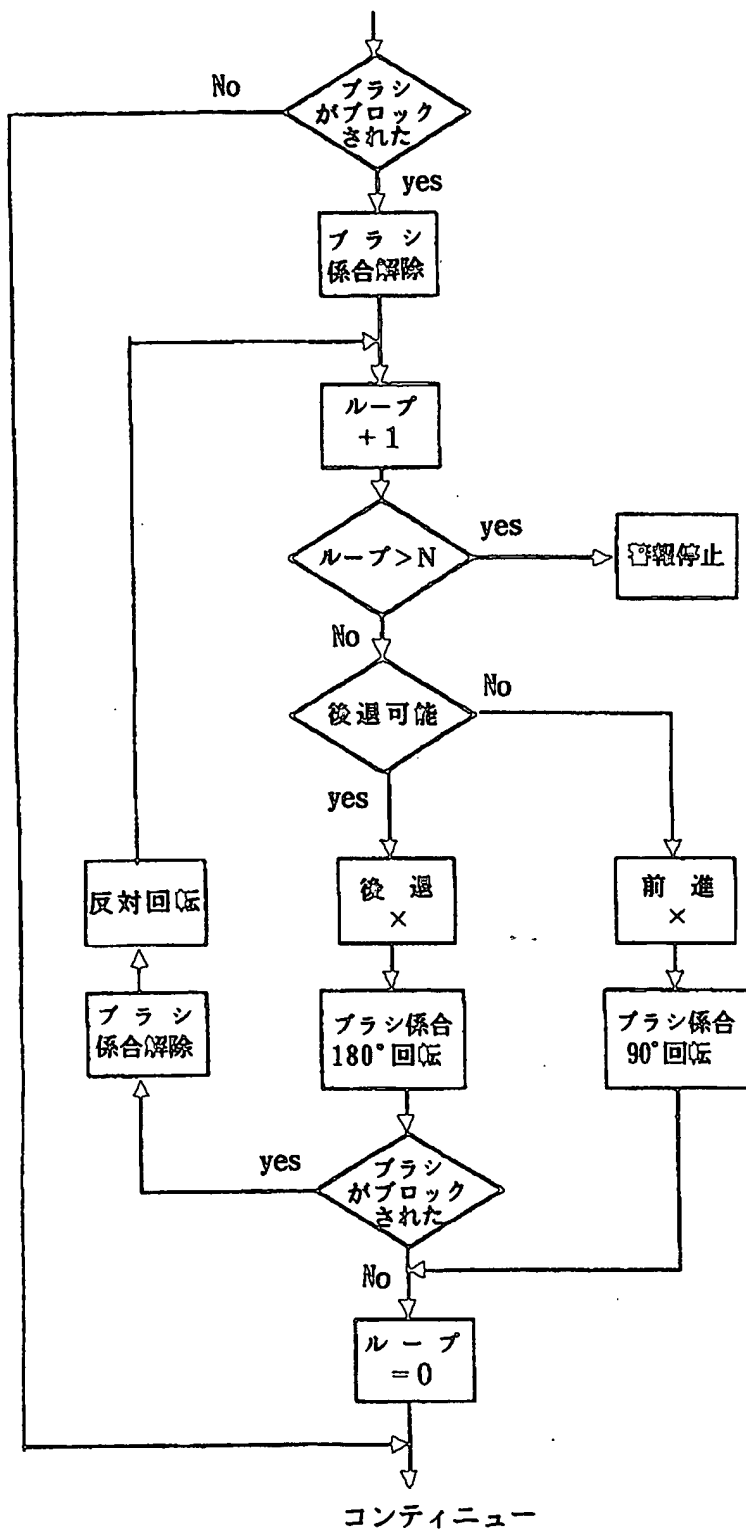 No
ブラシ
がブロック
された
yes
ブラシ
係合解除
ループ
+1
ループ>N
yes
警報停止
No
後退可能
No
yes
反対回転
後退
×
前進
×
ブラシ
係合解除
ブラシ係合
180°回転
ブラシ係合
90°回転
yes
ブラシ
がブロック
された
No
ループ
=0
コンティニュー